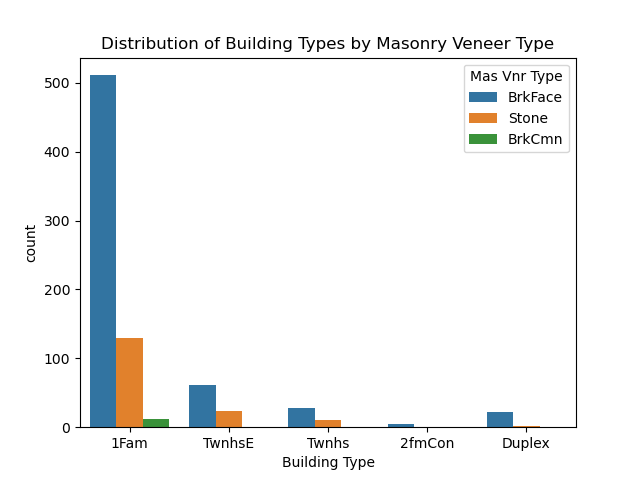 Distribution of Building Types by Masonry Veneer Type
Mas Vnr Type
BrkFace
Stone
BrkCmn
500
400
300
200
100
0
count
1Fam TwnhsE Twnhs 2fmCon Duplex
Building Type